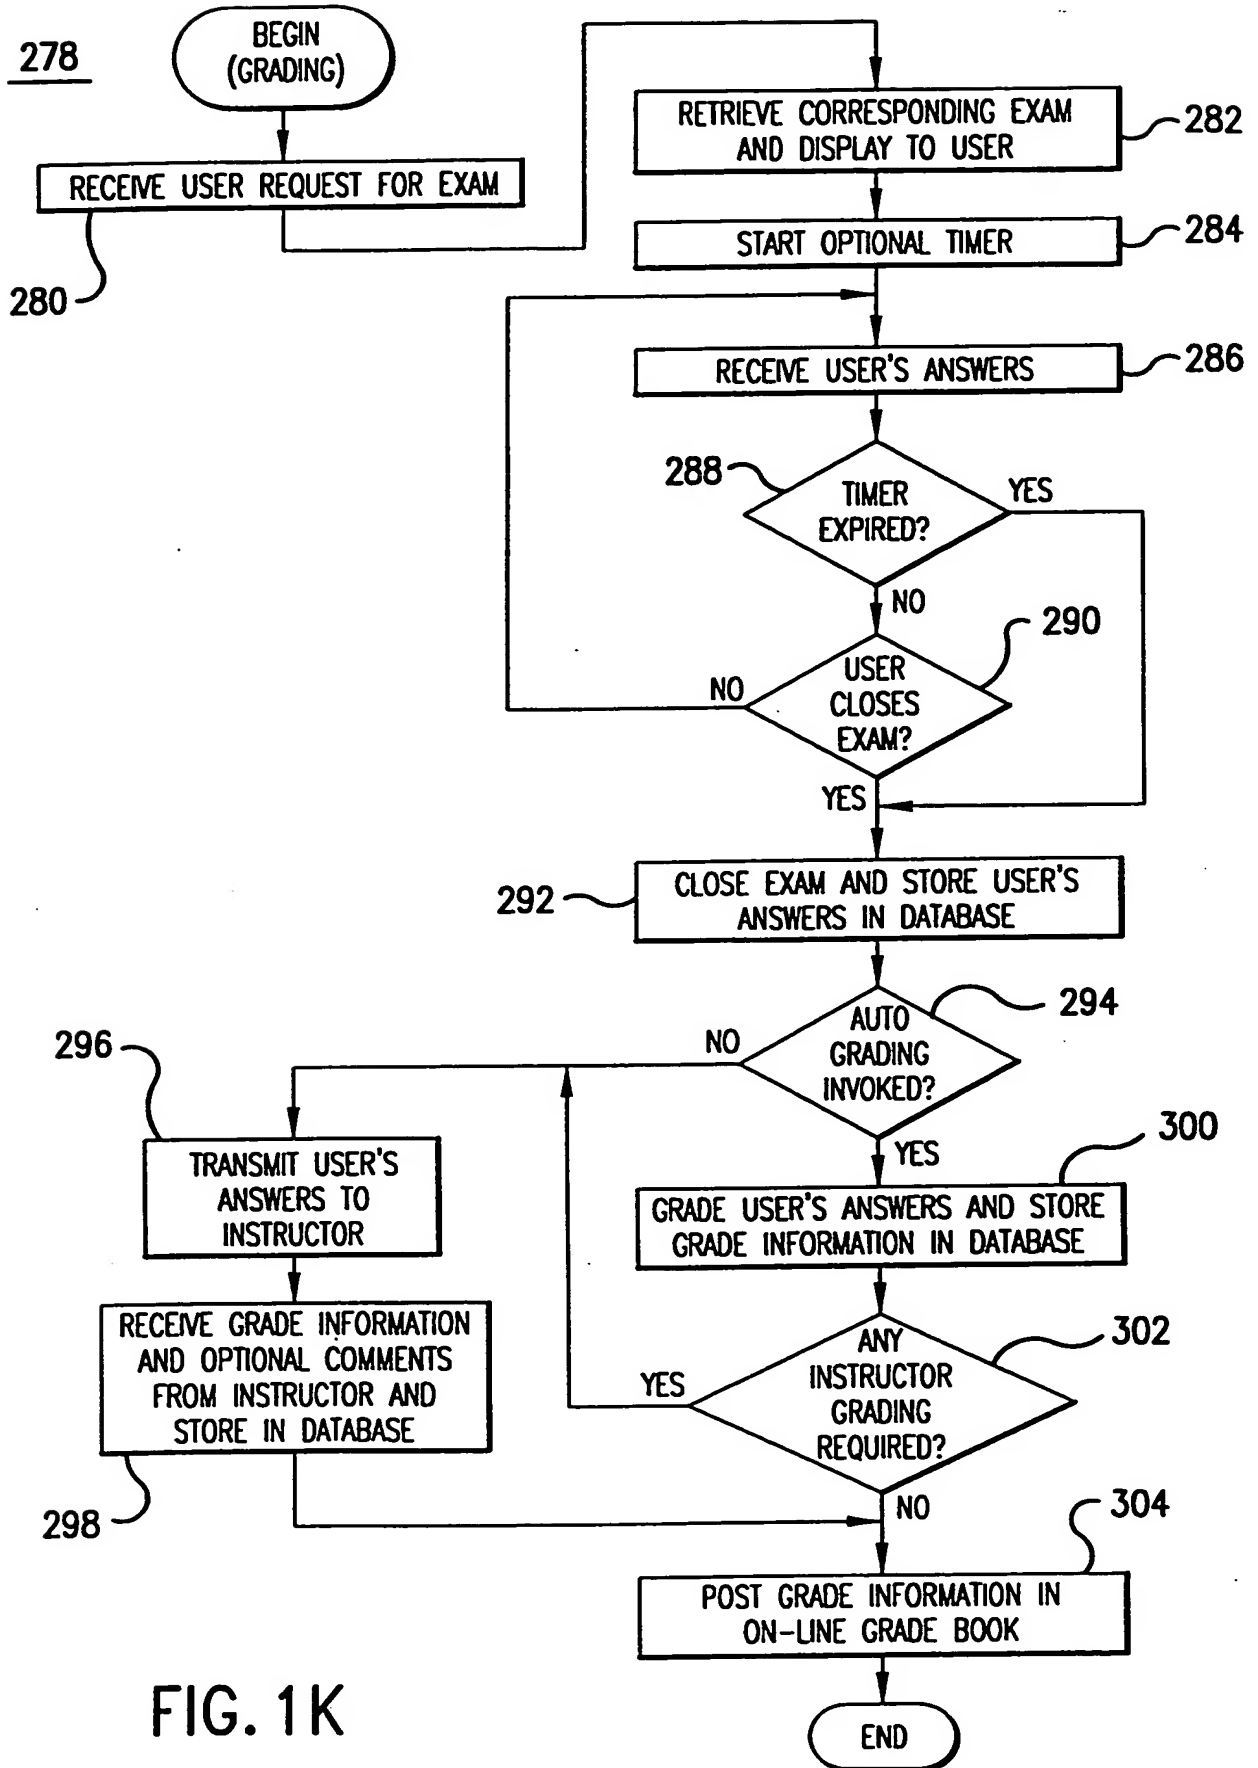 278
BEGIN
(GRADING)
RECEIVE USER REQUEST FOR EXAM
280
RETRIEVE CORRESPONDING EXAM
AND DISPLAY TO USER
282
START OPTIONAL TIMER
284
RECEIVE USER'S ANSWERS
286
288
TIMER
EXPIRED?
YES
NO
290
USER
CLOSES
EXAM?
NO
YES
CLOSE EXAM AND STORE USER'S
ANSWERS IN DATABASE
292
294
AUTO
GRADING
INVOKED?
NO
YES
296
TRANSMIT USER'S
ANSWERS TO
INSTRUCTOR
300
GRADE USER'S ANSWERS AND STORE
GRADE INFORMATION IN DATABASE
RECEIVE GRADE INFORMATION
AND OPTIONAL COMMENTS
FROM INSTRUCTOR AND
STORE IN DATABASE
298
302
ANY
INSTRUCTOR
GRADING
REQUIRED?
YES
NO
304
POST GRADE INFORMATION IN
ON-LINE GRADE BOOK
END
FIG. 1K